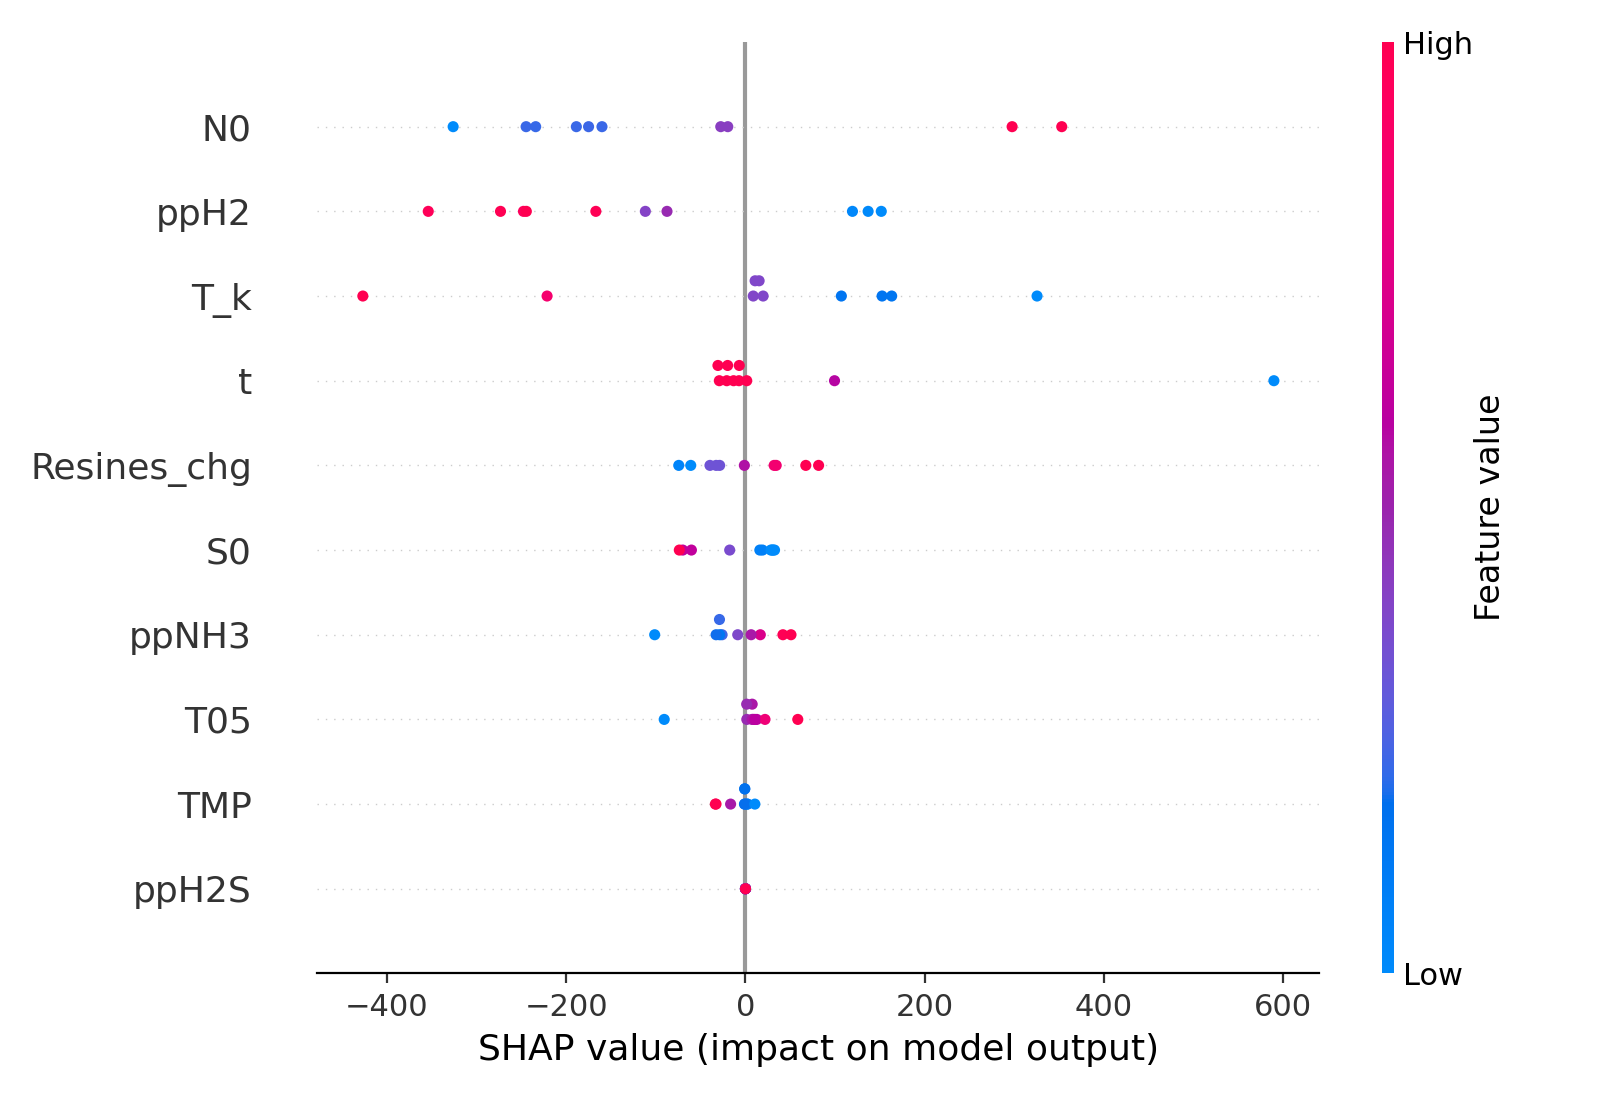 High
N0
ppH2
T_k
t
Resines_chg
S0
ppNH3
T05
TMP
ppH2S
Feature value
Low
−400 −200 0 200 400 600
SHAP value (impact on model output)